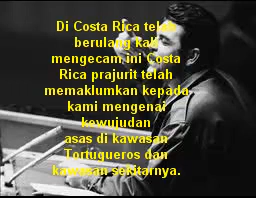 Di Costa Rica telah
berulang kali
mengecam ini Costa
Rica prajurit telah
memaklumkan kepada
kami mengenai
kewujudan
asas di kawasan
Tortugueros dan
kawasan sekitarnya.